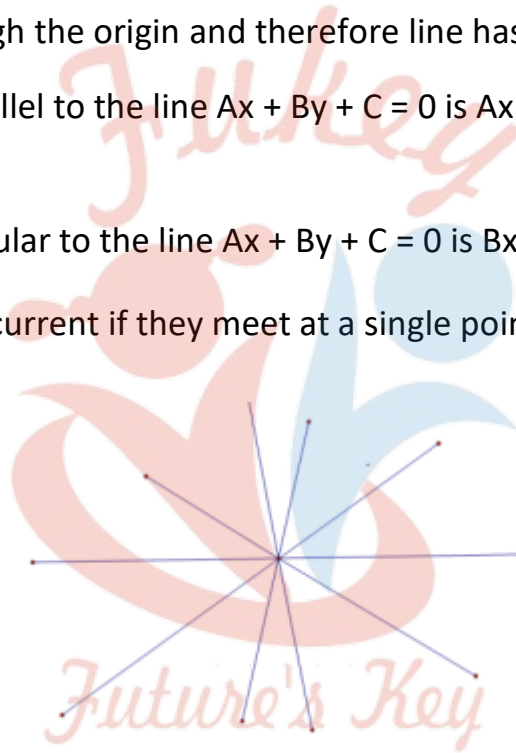 gh the origin and therefore line has
llel to the line Ax + By + C = 0 is Ax
ular to the line Ax + By + C = 0 is Bx
current if they meet at a single poin
Fukey
Future's Key